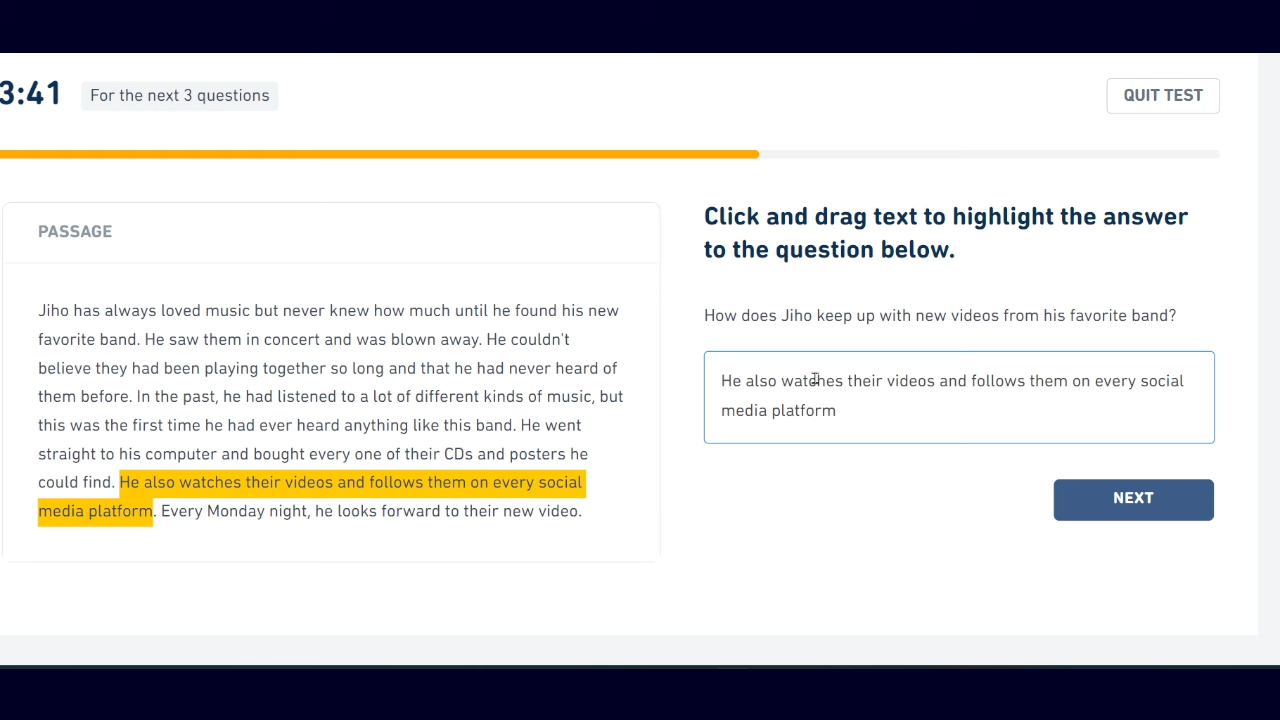 3:41 For the next 3 questions QUIT TEST
PASSAGE
Jiho has always loved music but never knew how much until he found his new
favorite band. He saw them in concert and was blown away. He couldn't
believe they had been playing together so long and that he had never heard of
them before. In the past, he had listened to a lot of different kinds of music, but
this was the first time he had ever heard anything like this band. He went
straight to his computer and bought every one of their CDs and posters he
could find. He also watches their videos and follows them on every social
media platform. Every Monday night, he looks forward to their new video.
Click and drag text to highlight the answer
to the question below.
How does Jiho keep up with new videos from his favorite band?
He also watches their videos and follows them on every social
media platform
NEXT